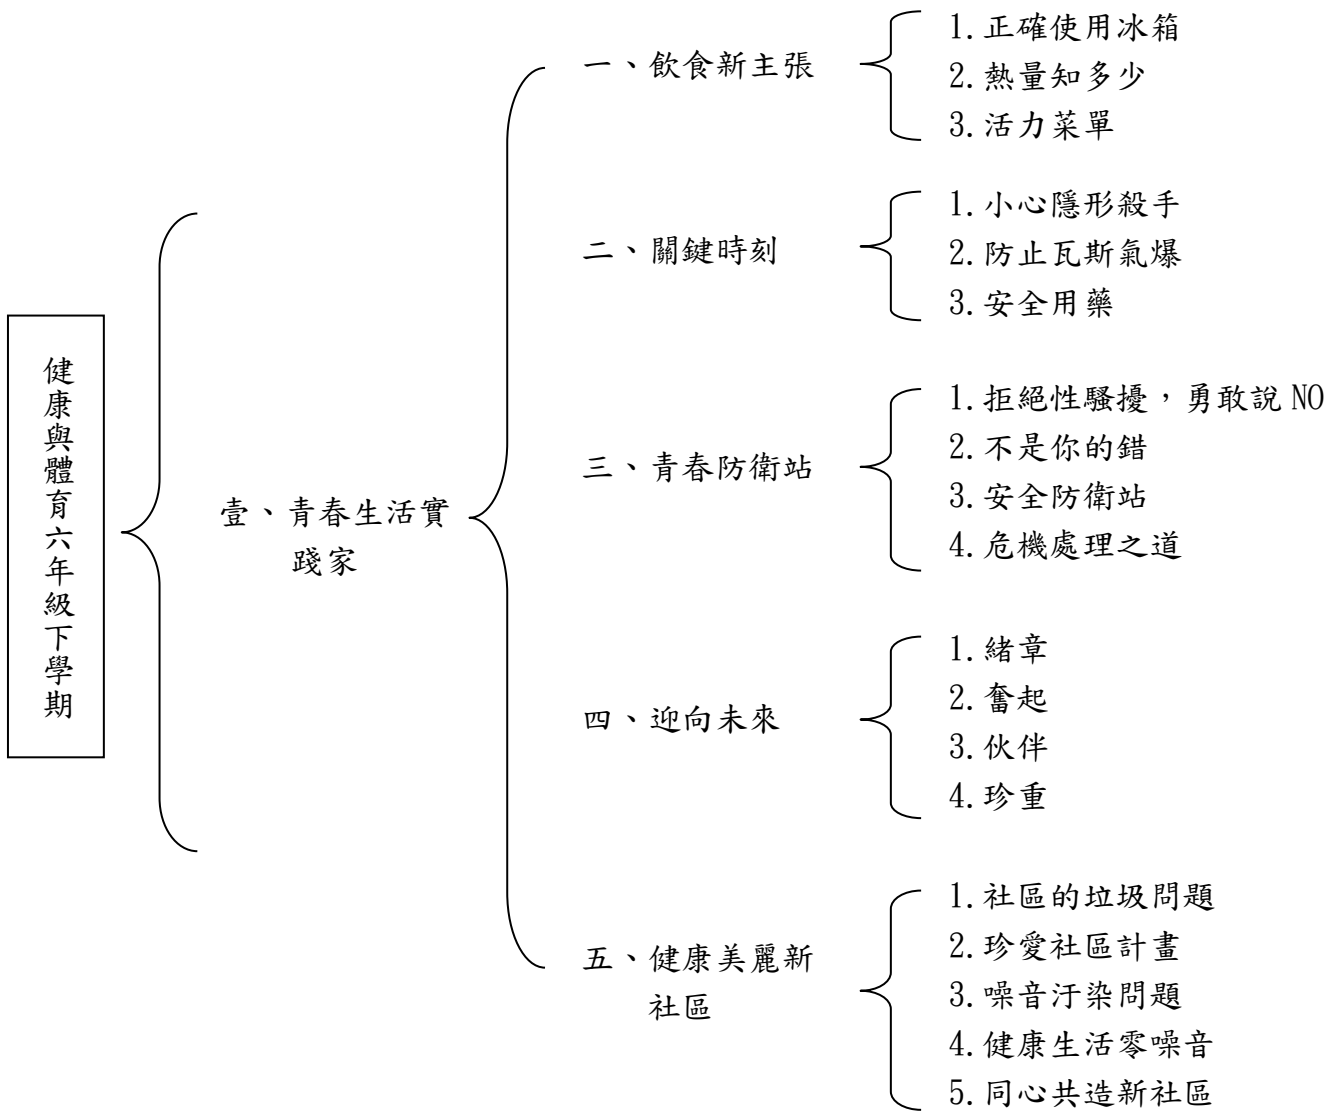 健康與體育六年級下學期
壹、青春生活實
踐家
一、飲食新主張
1.正確使用冰箱
2.熱量知多少
3.活力菜單
二、關鍵時刻
1.小心隱形殺手
2.防止瓦斯氣爆
3.安全用藥
三、青春防衛站
1.拒絕性騷擾，勇敢說 NO
2.不是你的錯
3.安全防衛站
4.危機處理之道
四、迎向未來
1.緒章
2.奮起
3.伙伴
4.珍重
五、健康美麗新
社區
1.社區的垃圾問題
2.珍愛社區計畫
3.噪音汙染問題
4.健康生活零噪音
5.同心共造新社區